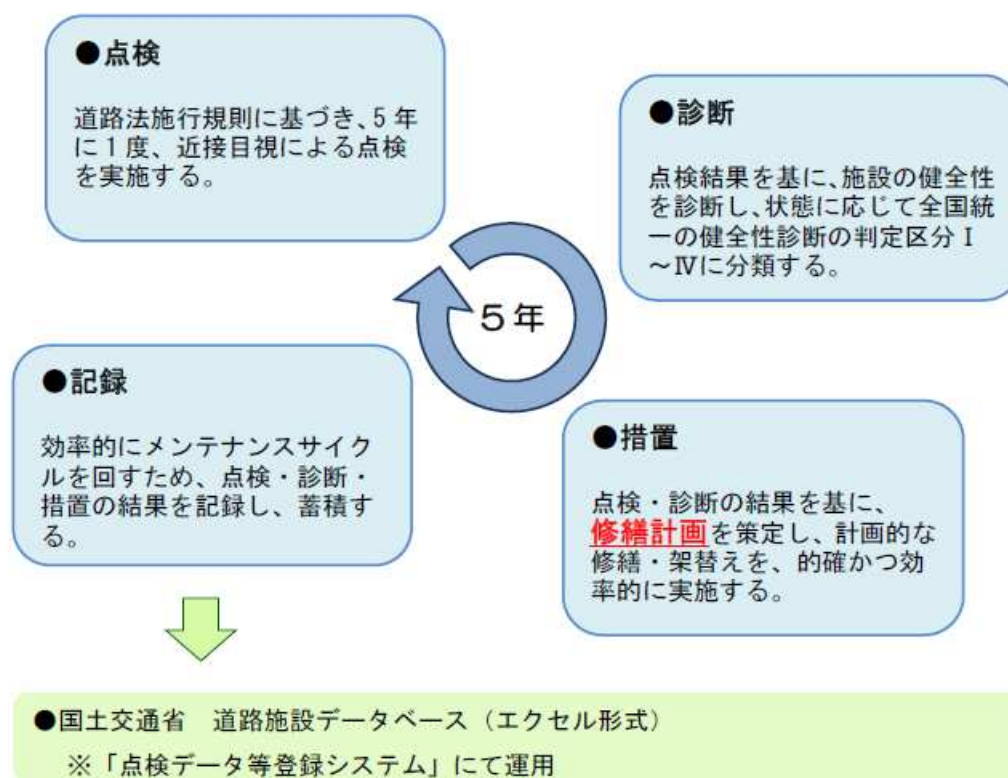 ●点検
道路法施行規則に基づき、5年
に1度、近接目視による点検
を実施する。
●診断
点検結果を基に、施設の健全性
を診断し、状態に応じて全国統
一の健全性診断の判定区分Ⅰ
～Ⅳに分類する。
5年
●措置
点検・診断の結果を基に、
修繕計画を策定し、計画的な
修繕・架替えを、的確かつ効
率的に実施する。
●記録
効率的にメンテナンスサイク
ルを回すため、点検・診断・
措置の結果を記録し、蓄積す
る。
●国土交通省　道路施設データベース（エクセル形式）
※「点検データ等登録システム」にて運用